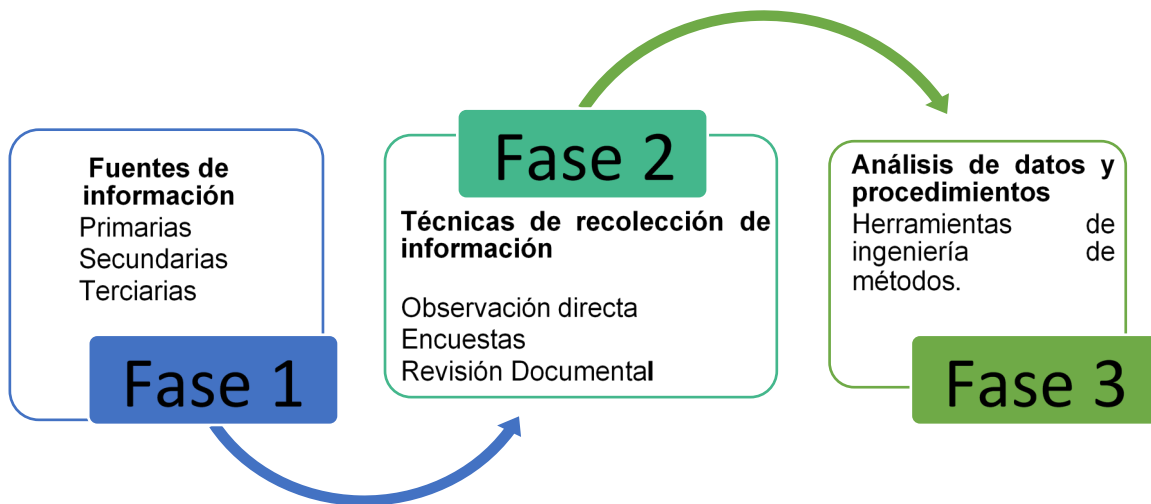 Fuentes de
información
Primarias
Secundarias
Terciarias
Fase 1
Fase 2
Técnicas de recolección de
información
Observación directa
Encuestas
Revisión Documental
Análisis de datos y
procedimientos
Herramientas de
ingeniería de
métodos.
Fase 3